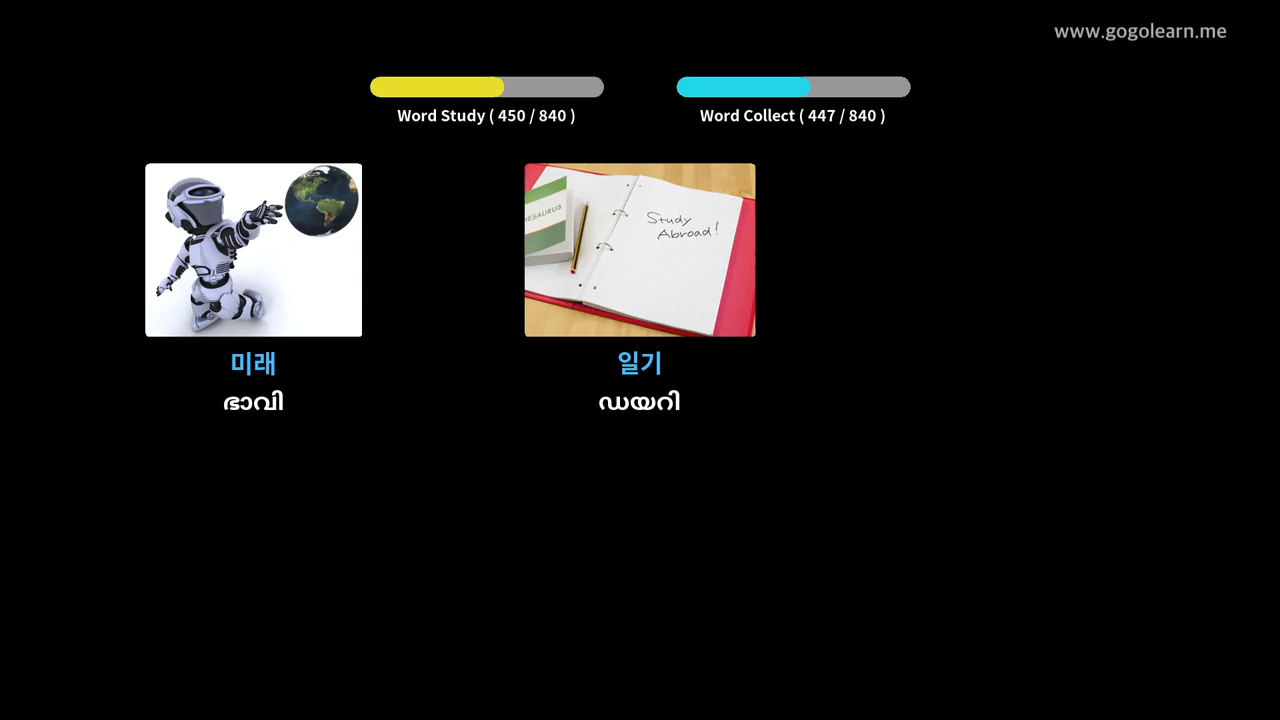 www.gogolearn.me
Word Study ( 450 / 840 )
Word Collect ( 447 / 840 )
HESAURUS
Study
Abroad!
미래
일기
ഭാവി
ഡയറി